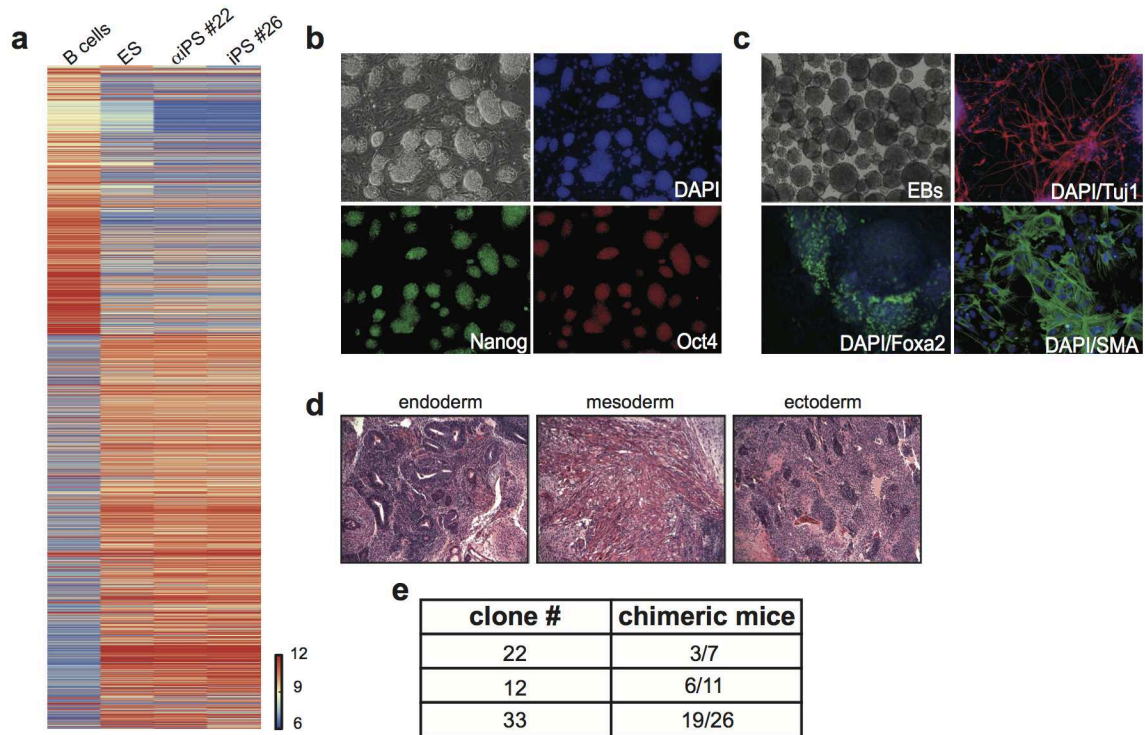 a
B cells
ES
αiPS #22
iPS #26
12
9
6
b
DAPI
Nanog
Oct4
c
EBs
DAPI/Tuj1
DAPI/Foxa2
DAPI/SMA
d
endoderm
mesoderm
ectoderm
e
clone # chimeric mice
22 3/7
12 6/11
33 19/26